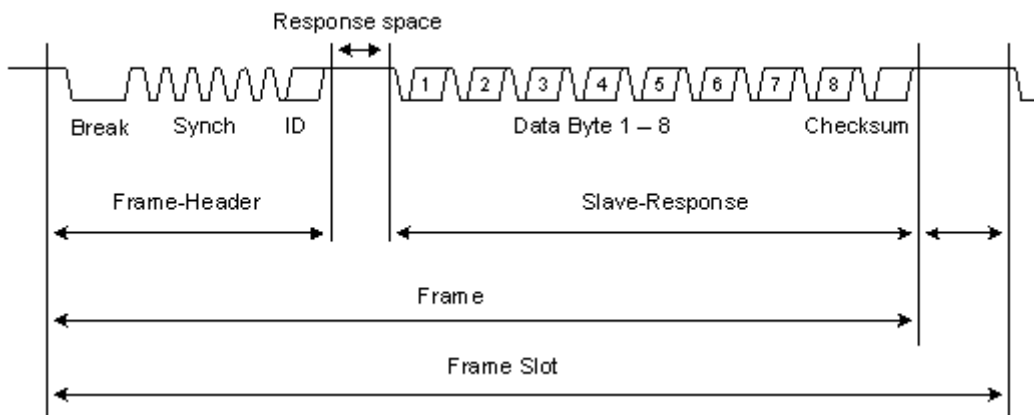 Response space
1 2 3 4 5 6 7 8
Break Synch ID Data Byte 1 – 8 Checksum
Frame-Header Slave-Response
Frame
Frame Slot